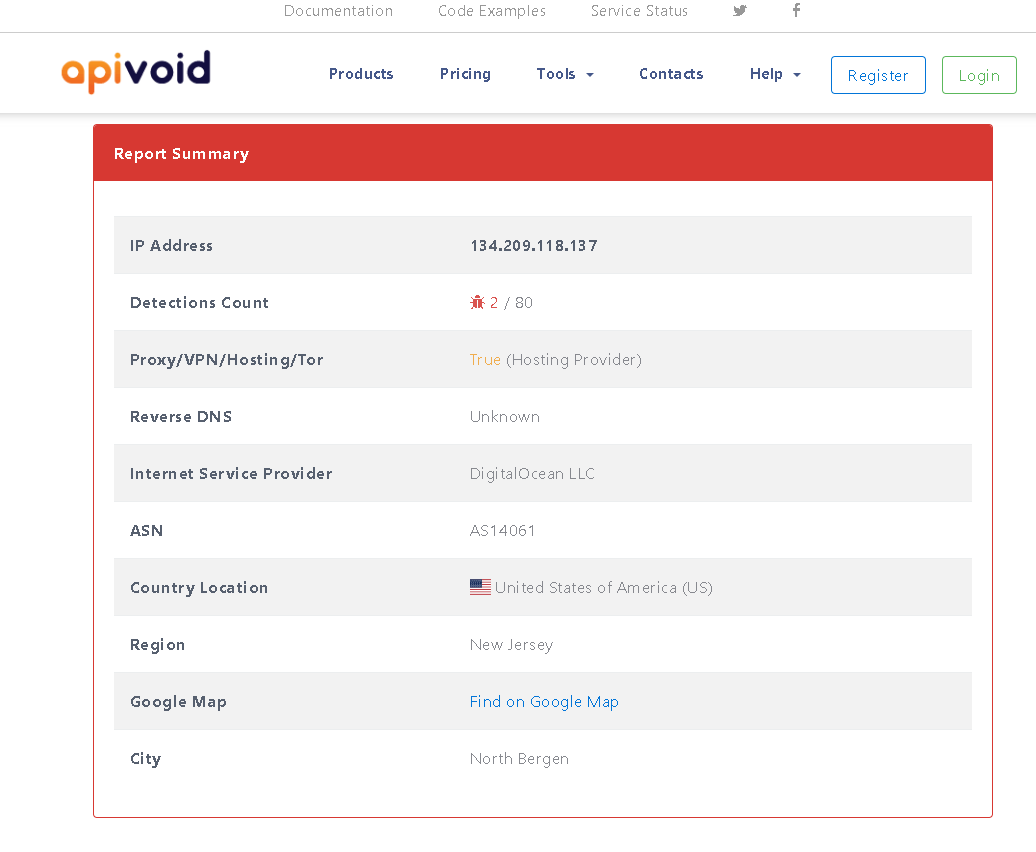 Documentation Code Examples Service Status
apivoid Products Pricing Tools Contacts Help Register Login
Report Summary
IP Address 134.209.118.137
Detections Count 2 / 80
Proxy/VPN/Hosting/Tor True (Hosting Provider)
Reverse DNS Unknown
Internet Service Provider DigitalOcean LLC
ASN AS14061
Country Location United States of America (US)
Region New Jersey
Google Map Find on Google Map
City North Bergen